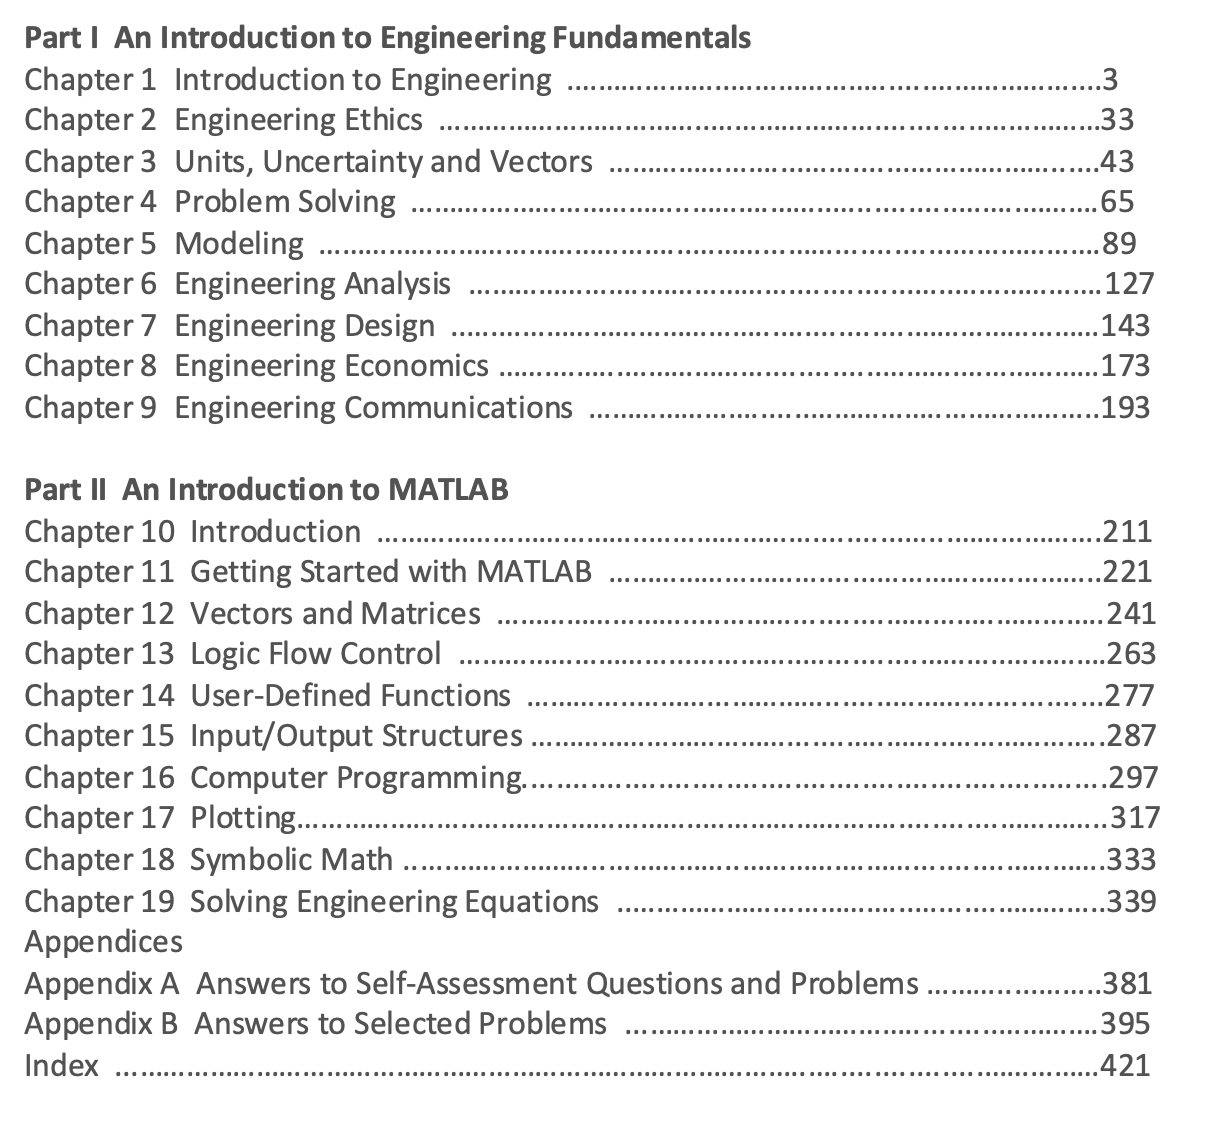 Part I An Introduction to Engineering Fundamentals
Chapter 1 Introduction to Engineering ................................................................3
Chapter 2 Engineering Ethics ................................................................33
Chapter 3 Units, Uncertainty and Vectors ................................................................43
Chapter 4 Problem Solving ................................................................65
Chapter 5 Modeling ................................................................89
Chapter 6 Engineering Analysis ................................................................127
Chapter 7 Engineering Design ................................................................143
Chapter 8 Engineering Economics ................................................................173
Chapter 9 Engineering Communications ................................................................193
Part II An Introduction to MATLAB
Chapter 10 Introduction ................................................................211
Chapter 11 Getting Started with MATLAB ................................................................221
Chapter 12 Vectors and Matrices ................................................................241
Chapter 13 Logic Flow Control ................................................................263
Chapter 14 User-Defined Functions ................................................................277
Chapter 15 Input/Output Structures ................................................................287
Chapter 16 Computer Programming................................................................297
Chapter 17 Plotting................................................................317
Chapter 18 Symbolic Math ................................................................333
Chapter 19 Solving Engineering Equations ................................................................339
Appendices
Appendix A Answers to Self-Assessment Questions and Problems ......................381
Appendix B Answers to Selected Problems ................................................................395
Index ................................................................421